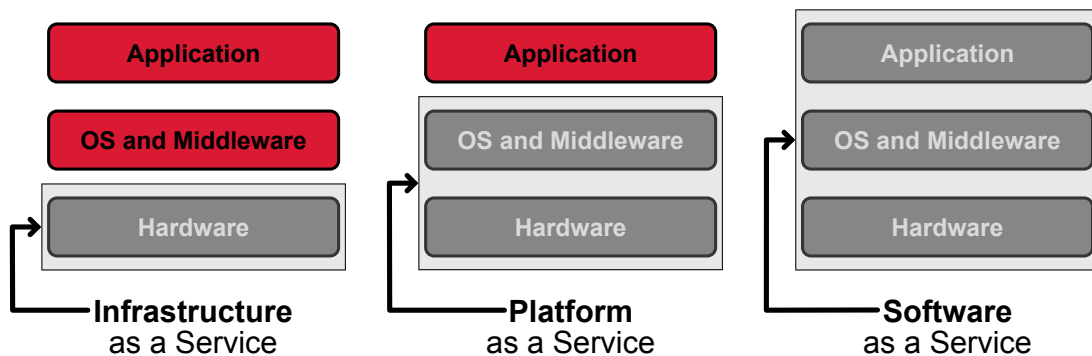 Application
OS and Middleware
Hardware
Infrastructure
as a Service
Application
OS and Middleware
Hardware
Platform
as a Service
Application
OS and Middleware
Hardware
Software
as a Service